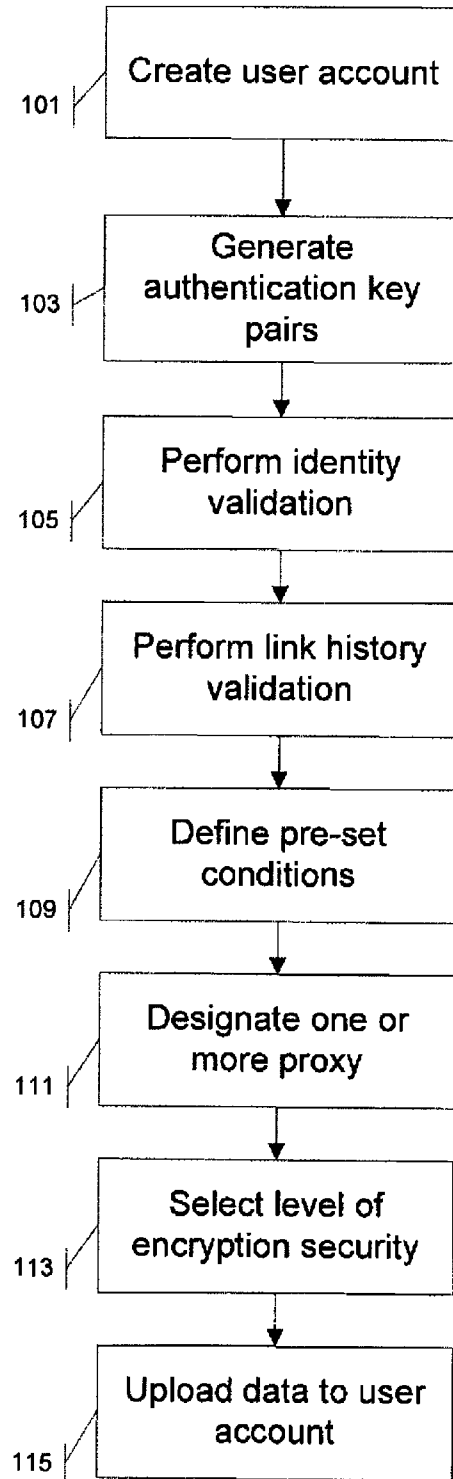 Create user account
101
Generate
authentication key
pairs
103
Perform identity
validation
105
Perform link history
validation
107
Define pre-set
conditions
109
Designate one or
more proxy
111
Select level of
encryption security
113
Upload data to user
account
115